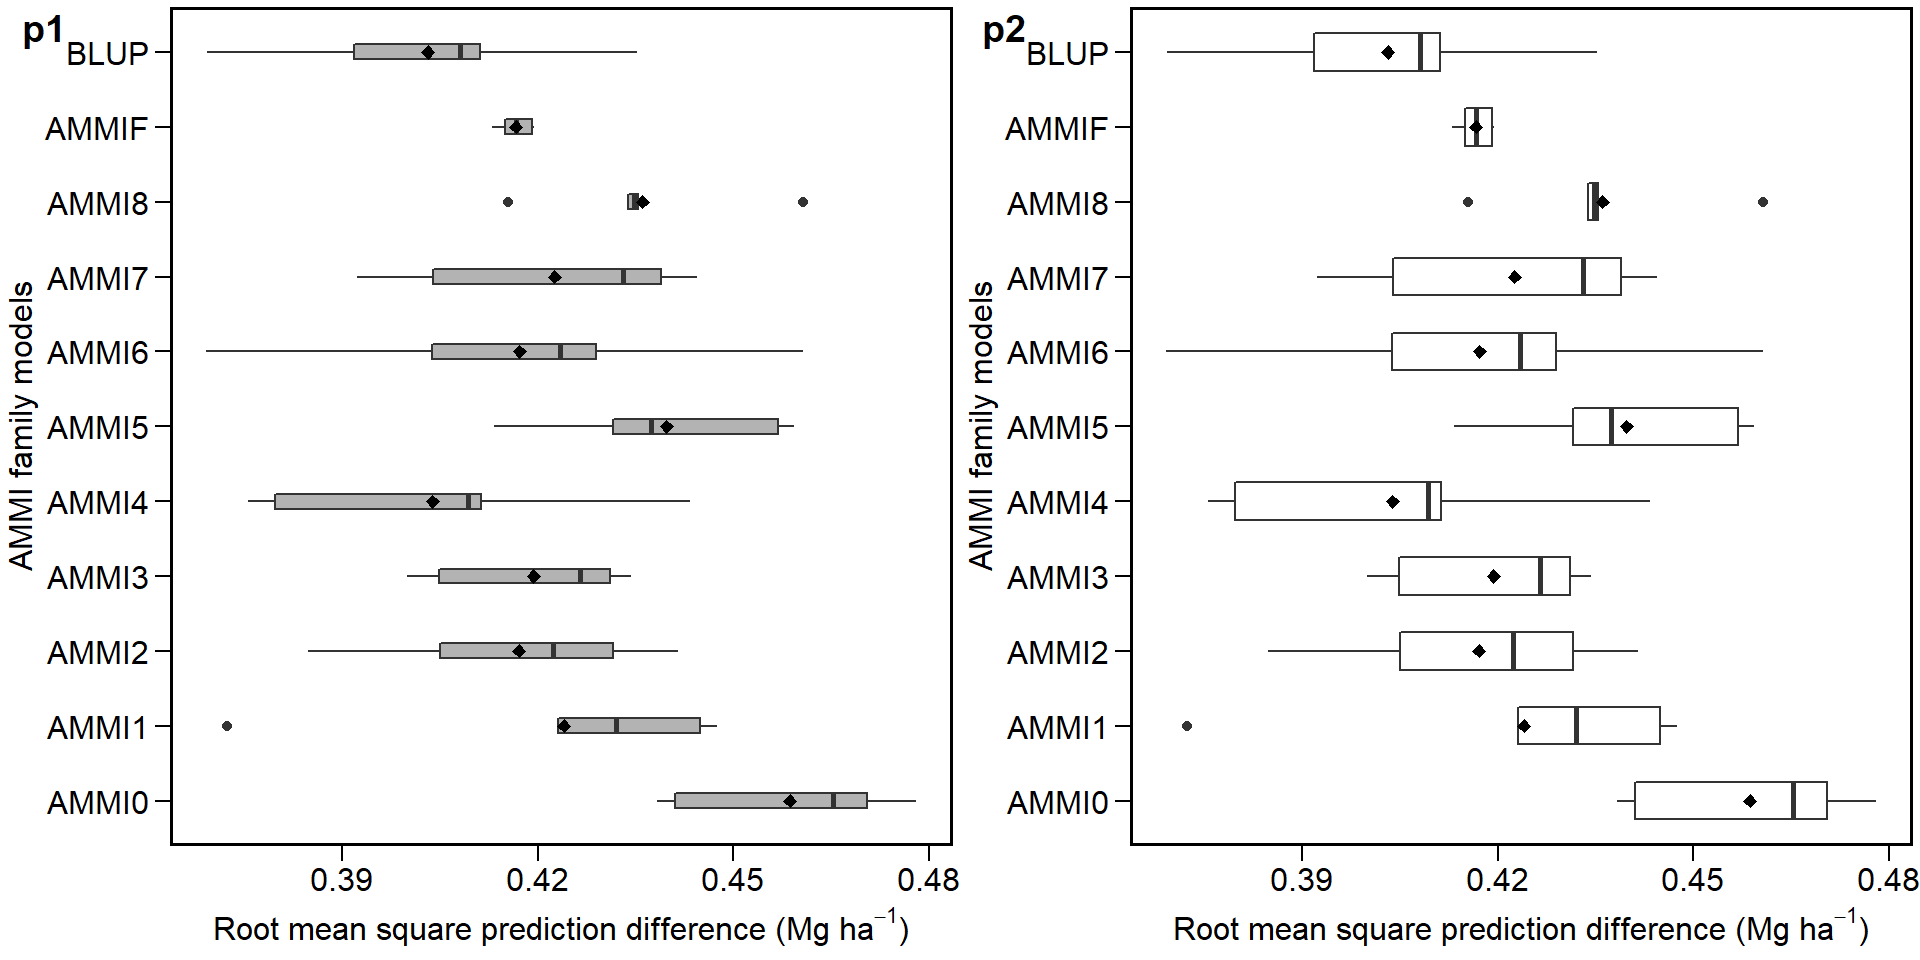 p1
BLUP
AMMIF
AMMI8
AMMI7
AMMI6
AMMI5
AMMI4
AMMI3
AMMI2
AMMI1
AMMI0
AMMI family models
0.39 0.42 0.45 0.48
Root mean square prediction difference (Mg ha⁻¹)
p2
BLUP
AMMIF
AMMI8
AMMI7
AMMI6
AMMI5
AMMI4
AMMI3
AMMI2
AMMI1
AMMI0
AMMI family models
0.39 0.42 0.45 0.48
Root mean square prediction difference (Mg ha⁻¹)